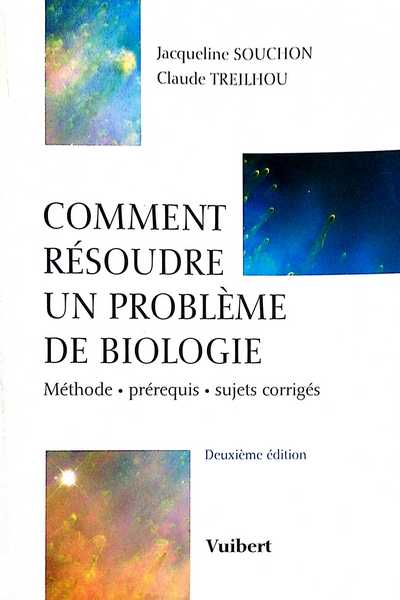 Jacqueline SOUCHON
Claude TREILHOU
COMMENT
RÉSOUDRE
UN PROBLÈME
DE BIOLOGIE
Méthode • prérequis • sujets corrigés
Deuxième édition
Vuibert